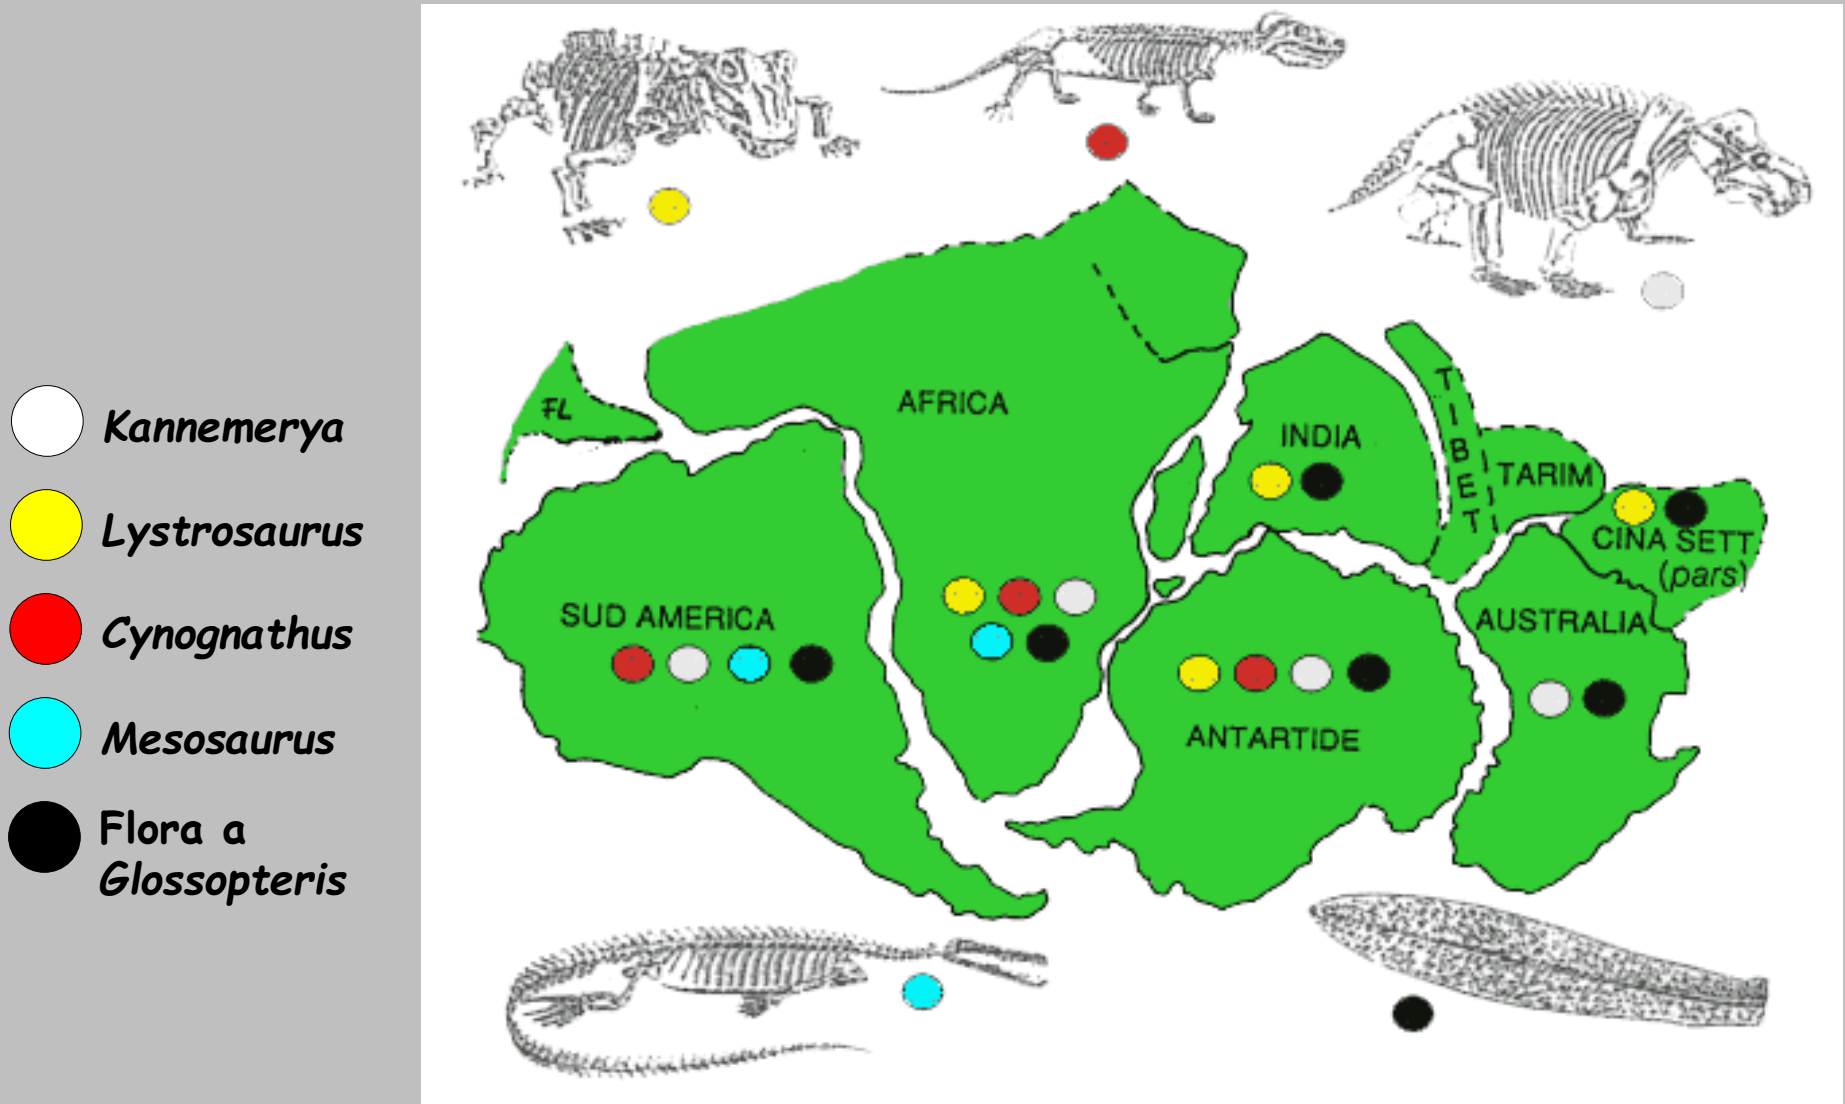 Kannemerya
Lystrosaurus
Cynognathus
Mesosaurus
Flora a
Glossopteris
FL
AFRICA
INDIA
TIBET
TARIM
CINA SETT.
(pars)
SUD AMERICA
AUSTRALIA
ANTARTIDE